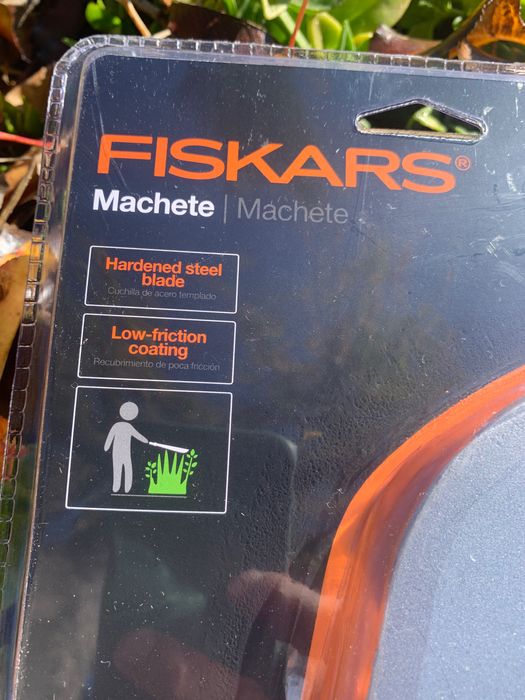 FISKARS®
Machete | Machete
Hardened steel
blade
Cuchilla de acero templado
Low-friction
coating
Recubrimiento de poca fricción